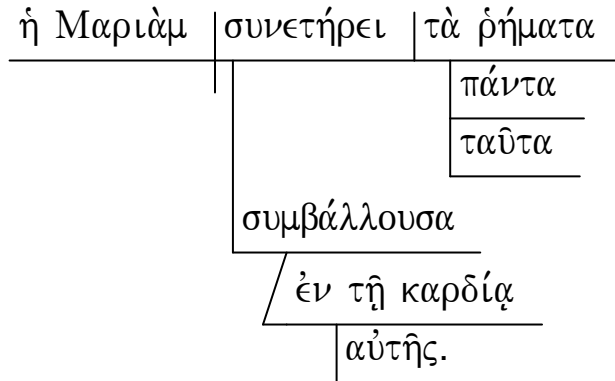 ἡ Μαριὰμ συνετήρει τὰ ῥήματα
πάντα
ταῦτα
συμβάλλουσα
ἐν τῇ καρδίᾳ
αὐτῆς.